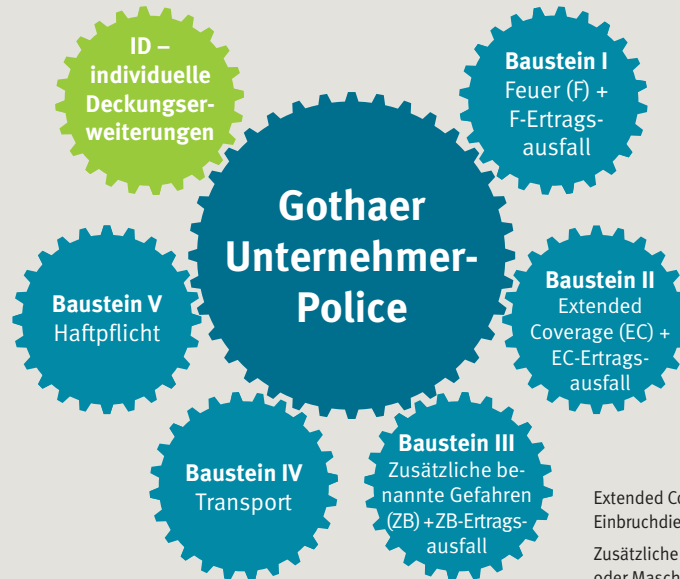 ID –
individuelle
Deckungser-
weiterungen
Baustein I
Feuer (F) +
F-Ertrags-
ausfall
Gothaer
Unternehmer-
Police
Baustein II
Extended
Coverage (EC) +
EC-Ertrags-
ausfall
Baustein V
Haftpflicht
Baustein III
Zusätzliche be-
nannte Gefahren
(ZB) +ZB-Ertrags-
ausfall
Baustein IV
Transport
Extended
Einbruchdie
Zusätzliche
oder